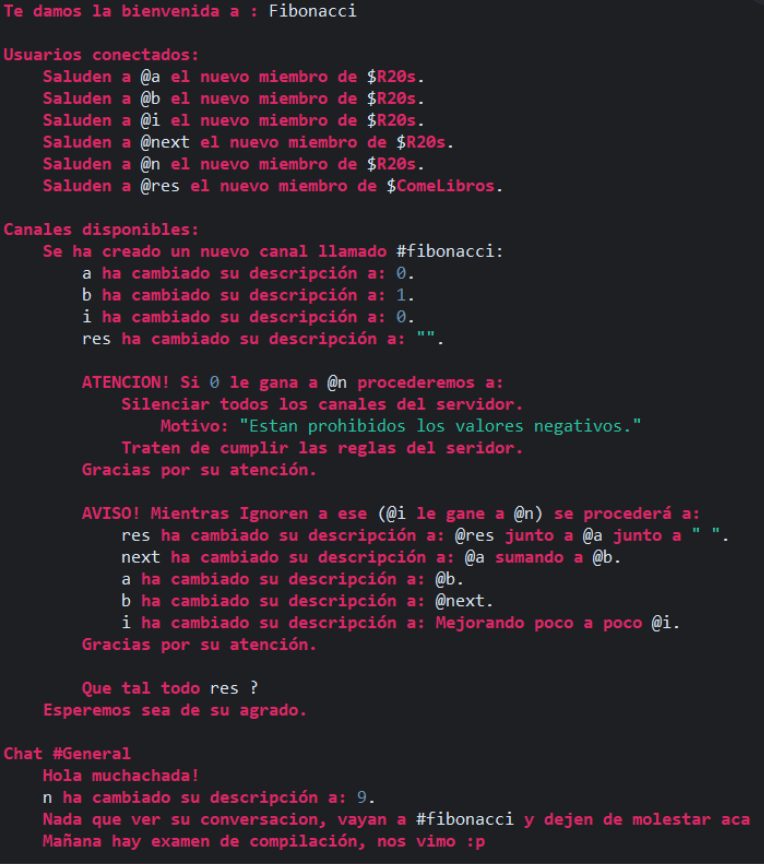 Te damos la bienvenida a : Fibonacci
Usuarios conectados:
Saluden a @a el nuevo miembro de $R20s.
Saluden a @b el nuevo miembro de $R20s.
Saluden a @i el nuevo miembro de $R20s.
Saluden a @next el nuevo miembro de $R20s.
Saluden a @n el nuevo miembro de $R20s.
Saluden a @res el nuevo miembro de $ComeLibros.
Canales disponibles:
Se ha creado un nuevo canal llamado #fibonacci:
a ha cambiado su descripción a: 0.
b ha cambiado su descripción a: 1.
i ha cambiado su descripción a: 0.
res ha cambiado su descripción a: "".
ATENCION! Si 0 le gana a @n procederemos a:
Silenciar todos los canales del servidor.
Motivo: "Estan prohibidos los valores negativos."
Traten de cumplir las reglas del seridor.
Gracias por su atención.
AVISO! Mientras Ignoren a ese (@i le gane a @n) se procederá a:
res ha cambiado su descripción a: @res junto a @a junto a " ".
next ha cambiado su descripción a: @a sumando a @b.
a ha cambiado su descripción a: @b.
b ha cambiado su descripción a: @next.
i ha cambiado su descripción a: Mejorando poco a poco @i.
Gracias por su atención.
Que tal todo res ?
Esperemos sea de su agrado.
Chat #General
Hola muchachada!
n ha cambiado su descripción a: 9.
Nada que ver su conversacion, vayan a #fibonacci y dejen de molestar aca
Mañana hay examen de compilación, nos vimo :p